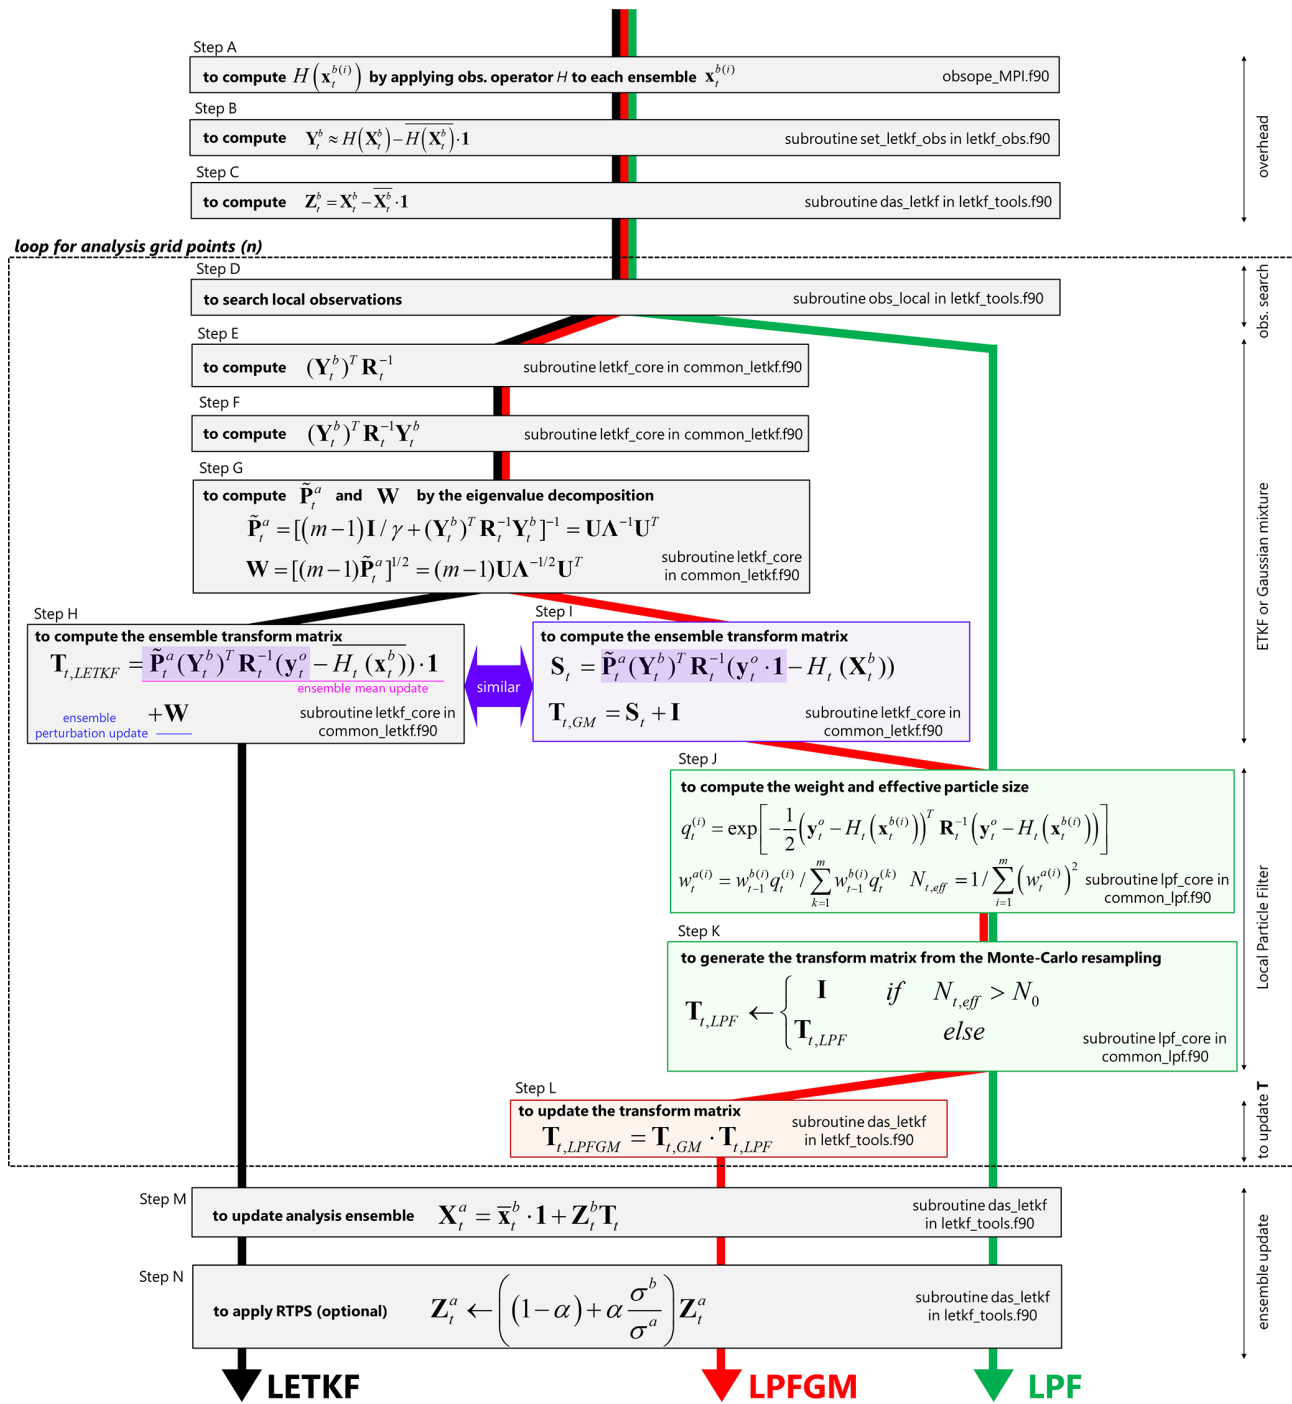 Step A
to compute H(x_t^{b(i)}) by applying obs. operator H to each ensemble x_t^{b(i)}
obsope_MPI.f90
Step B
to compute Y_t^b ≈ H(X_t^b) − \overline{H(X_t^b)}·1
subroutine set_letkf_obs in letkf_obs.f90
Step C
to compute Z_t^b = X_t^b − \overline{X_t^b}·1
subroutine das_letkf in letkf_tools.f90
overhead
loop for analysis grid points (n)
Step D
to search local observations
subroutine obs_local in letkf_tools.f90
obs. search
Step E
to compute (Y_t^b)^T R_t^{-1}
subroutine letkf_core in common_letkf.f90
Step F
to compute (Y_t^b)^T R_t^{-1} Y_t^b
subroutine letkf_core in common_letkf.f90
Step G
to compute \tilde{P}_t^a and W by the eigenvalue decomposition
\tilde{P}_t^a = [(m−1)I / γ + (Y_t^b)^T R_t^{-1} Y_t^b]^{-1} = UΛ^{-1}U^T
W = [(m−1)\tilde{P}_t^a]^{1/2} = (m−1)UΛ^{-1/2}U^T
subroutine letkf_core
in common_letkf.f90
ETKF or Gaussian mixture
Step H
to compute the ensemble transform matrix
T_{t,LETKF} = \tilde{P}_t^a (Y_t^b)^T R_t^{-1}(y_t^o − \overline{H_t(x_t^b)})·1
ensemble mean update
+W
ensemble
perturbation update
subroutine letkf_core in
common_letkf.f90
similar
Step I
to compute the ensemble transform matrix
S_t = \tilde{P}_t^a (Y_t^b)^T R_t^{-1}(y_t^o·1 − H_t(X_t^b))
T_{t,GM} = S_t + I
subroutine letkf_core in
common_letkf.f90
Step J
to compute the weight and effective particle size
q_t^{(i)} = exp[−\frac{1}{2}(y_t^o − H_t(x_t^{b(i)}))^T R_t^{-1}(y_t^o − H_t(x_t^{b(i)}))]
w_t^{a(i)} = w_{t−1}^{b(i)} q_t^{(i)} / \sum_{k=1}^{m} w_{t−1}^{b(i)} q_t^{(k)} N_{t,eff} = 1/\sum_{i=1}^{m}(w_t^{a(i)})^2
subroutine lpf_core in
common_lpf.f90
Local Particle Filter
Step K
to generate the transform matrix from the Monte-Carlo resampling
T_{t,LPF} ← { I if N_{t,eff} > N_0
T_{t,LPF} else
subroutine lpf_core in
common_lpf.f90
Step L
to update the transform matrix
T_{t,LPFGM} = T_{t,GM} · T_{t,LPF}
subroutine das_letkf
in letkf_tools.f90
to update T
Step M
to update analysis ensemble X_t^a = \overline{x}_t^b · 1 + Z_t^b T_t
subroutine das_letkf
in letkf_tools.f90
Step N
to apply RTPS (optional) Z_t^a ← ((1−α) + α \frac{σ^b}{σ^a}) Z_t^a
subroutine das_letkf
in letkf_tools.f90
ensemble update
LETKF
LPFGM
LPF